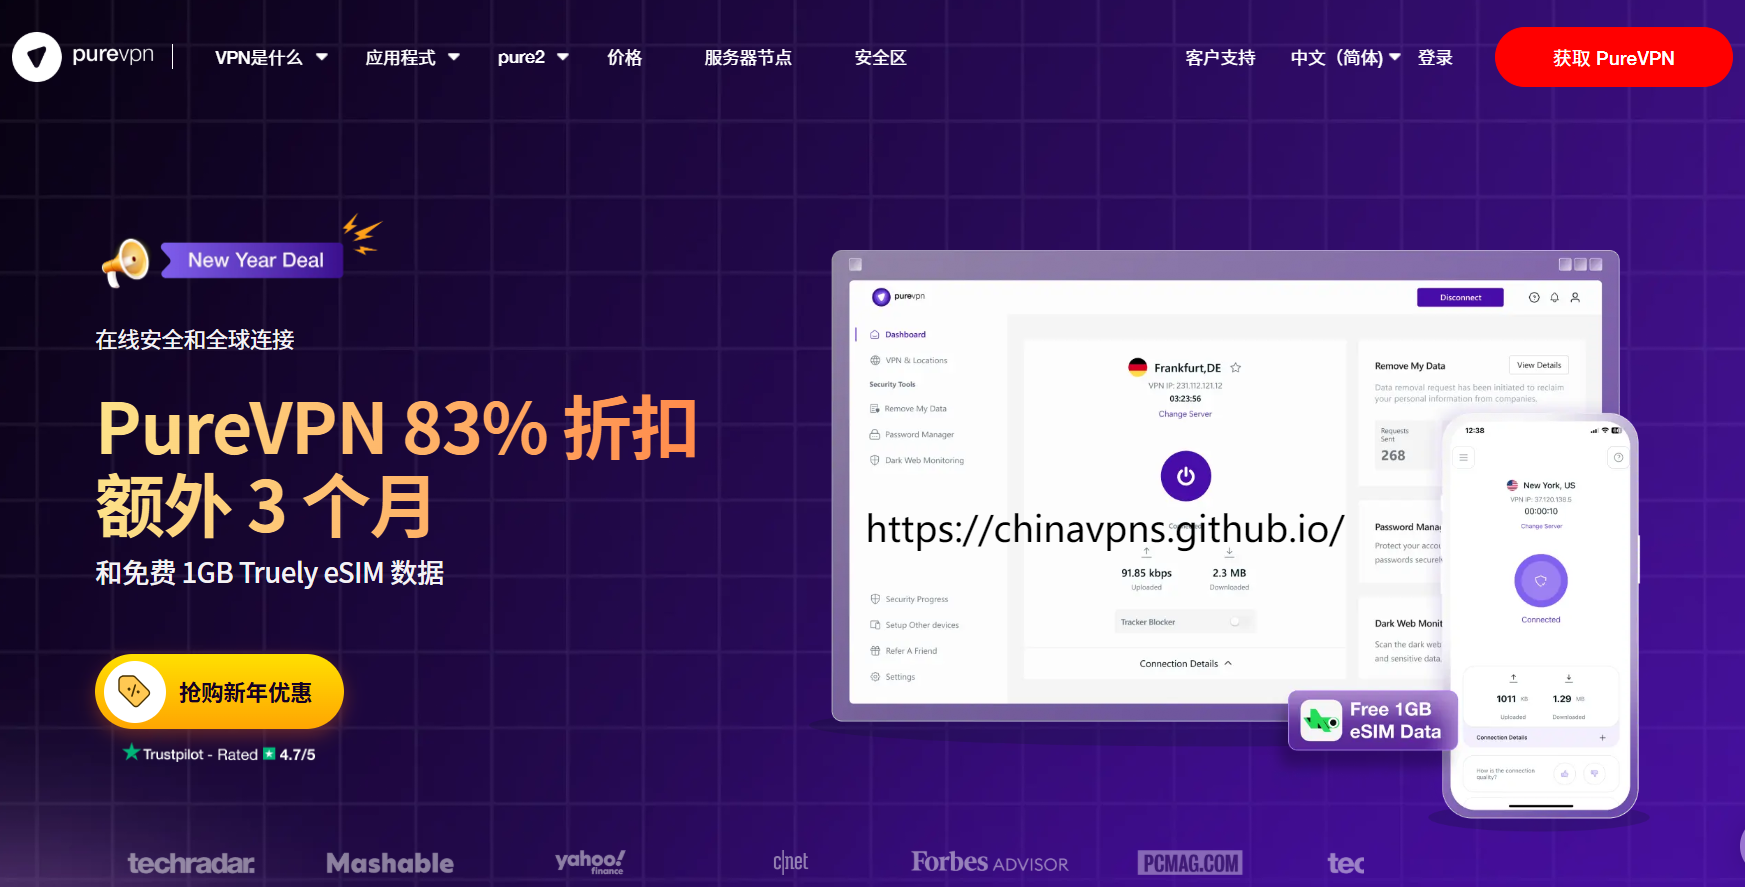 purevpn
VPN是什么
应用程式
pure2
价格
服务器节点
安全区
客户支持
中文（简体)
登录
获取 PureVPN
New Year Deal
在线安全和全球连接
PureVPN 83% 折扣
额外 3 个月
和免费 1GB Truely eSIM 数据
抢购新年优惠
Trustpilot - Rated 4.7/5
purevpn
Disconnect
Dashboard
VPN & Locations
Security Tools
Remove My Data
Password Manager
Dark Web Monitoring
Security Progress
Setup Other devices
Refer A Friend
Settings
Frankfurt,DE
VPN IP: 231.112.121.12
03:23:56
Change Server
https://chinavpns.github.io/
91.85 kbps
Uploaded
2.3 MB
Downloaded
Tracker Blocker
Connection Details
Remove My Data
View Details
Data removal request has been initiated to reclaim
your personal information from companies.
Requests
Sent
268
Password Mana
Protect your accou
passwords securely
Dark Web Monit
Scan the dark web
and sensitive data.
12:38
New York, US
VPN IP: 37.120.138.5
00:00:10
Change Server
Connected
1011 KB
Uploaded
1.29 MB
Downloaded
Connection Details
How is the connection
quality?
Free 1GB
eSIM Data
techradar.
Mashable
yahoo!
finance
c|net
Forbes ADVISOR
PCMAG.COM
tec